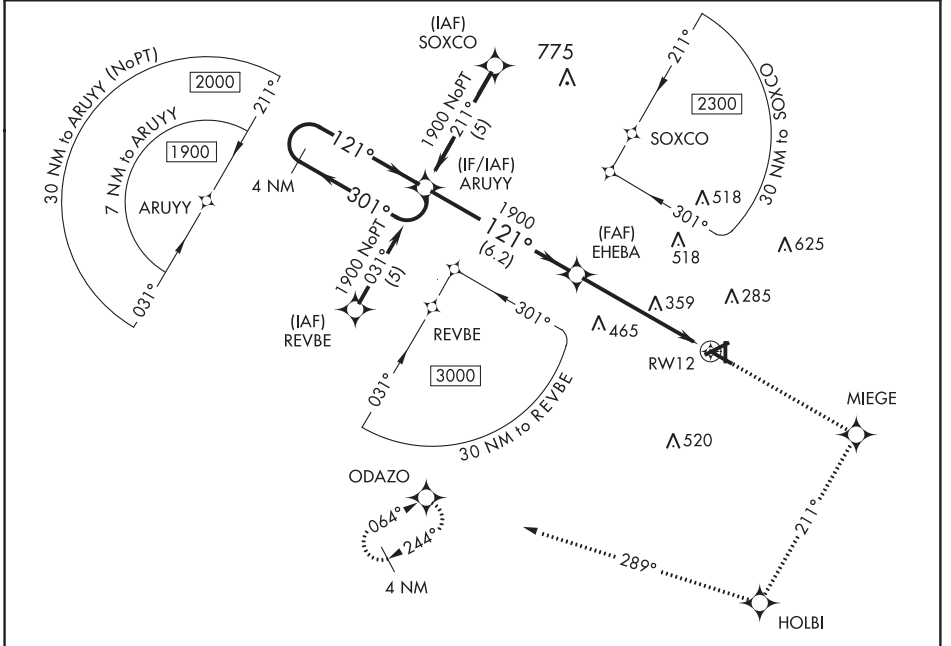 (IAF)
SOXCO
775
30 NM to ARUYY (NoPT)
2000
211°
7 NM to ARUYY
1900
ARUYY
031°
121°
4 NM
301°
1900 NoPT
211°
(5)
(IF/IAF)
ARUYY
1900 NoPT
031°
(5)
(IAF)
REVBE
1900
121°
(6.2)
(FAF)
EHEBA
211°
2300
SOXCO
30 NM to SOXCO
301°
518
518
625
285
359
465
RW12
301°
REVBE
031°
3000
30 NM to REVBE
520
MIEGE
211°
HOLBI
289°
ODAZO
064°
244°
4 NM